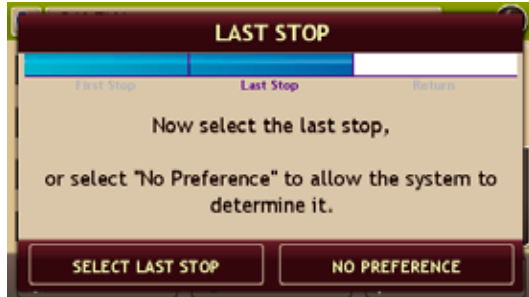 LAST STOP
First Stop Last Stop Return
Now select the last stop,
or select "No Preference" to allow the system to
determine it.
SELECT LAST STOP NO PREFERENCE